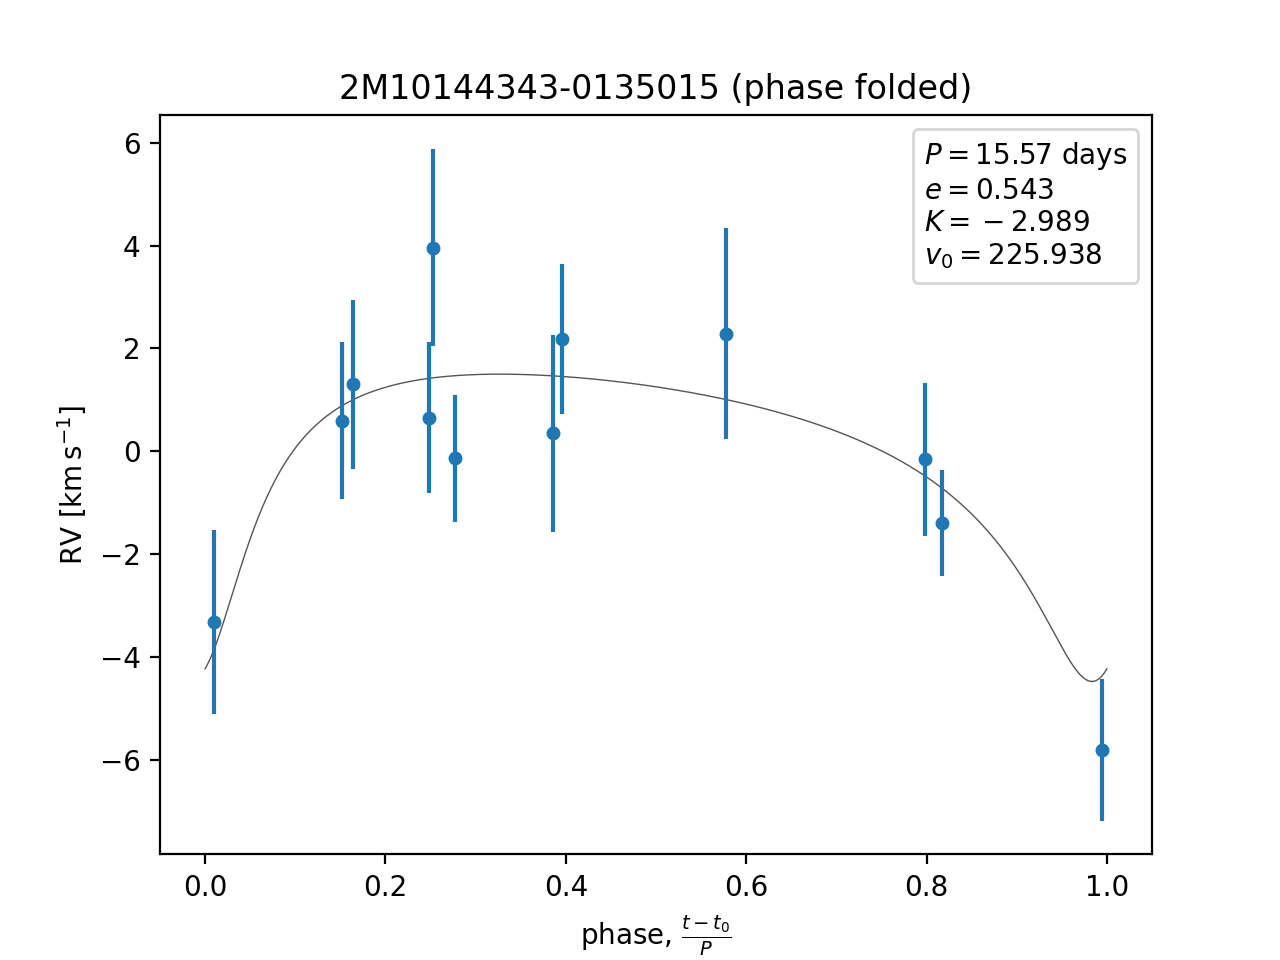 2M10144343-0135015 (phase folded)
P = 15.57 days
e = 0.543
K = −2.989
v₀ = 225.938
RV [km s⁻¹]
6
4
2
0
−2
−4
−6
0.0 0.2 0.4 0.6 0.8 1.0
phase, (t − t₀)/P